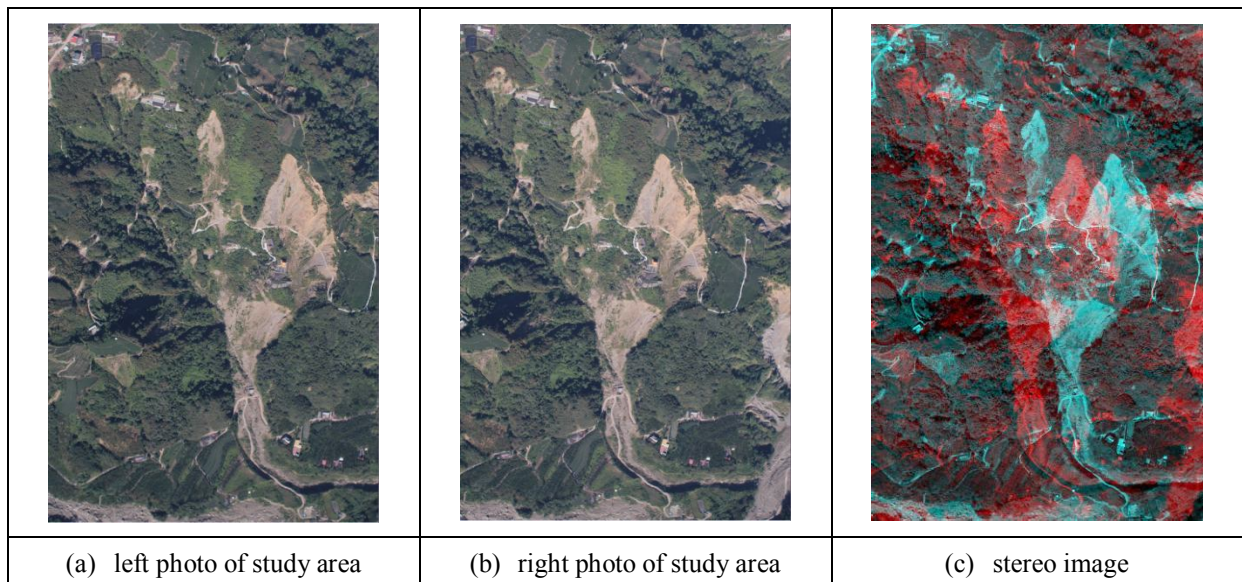 (a) left photo of study area
(b) right photo of study area
(c) stereo image